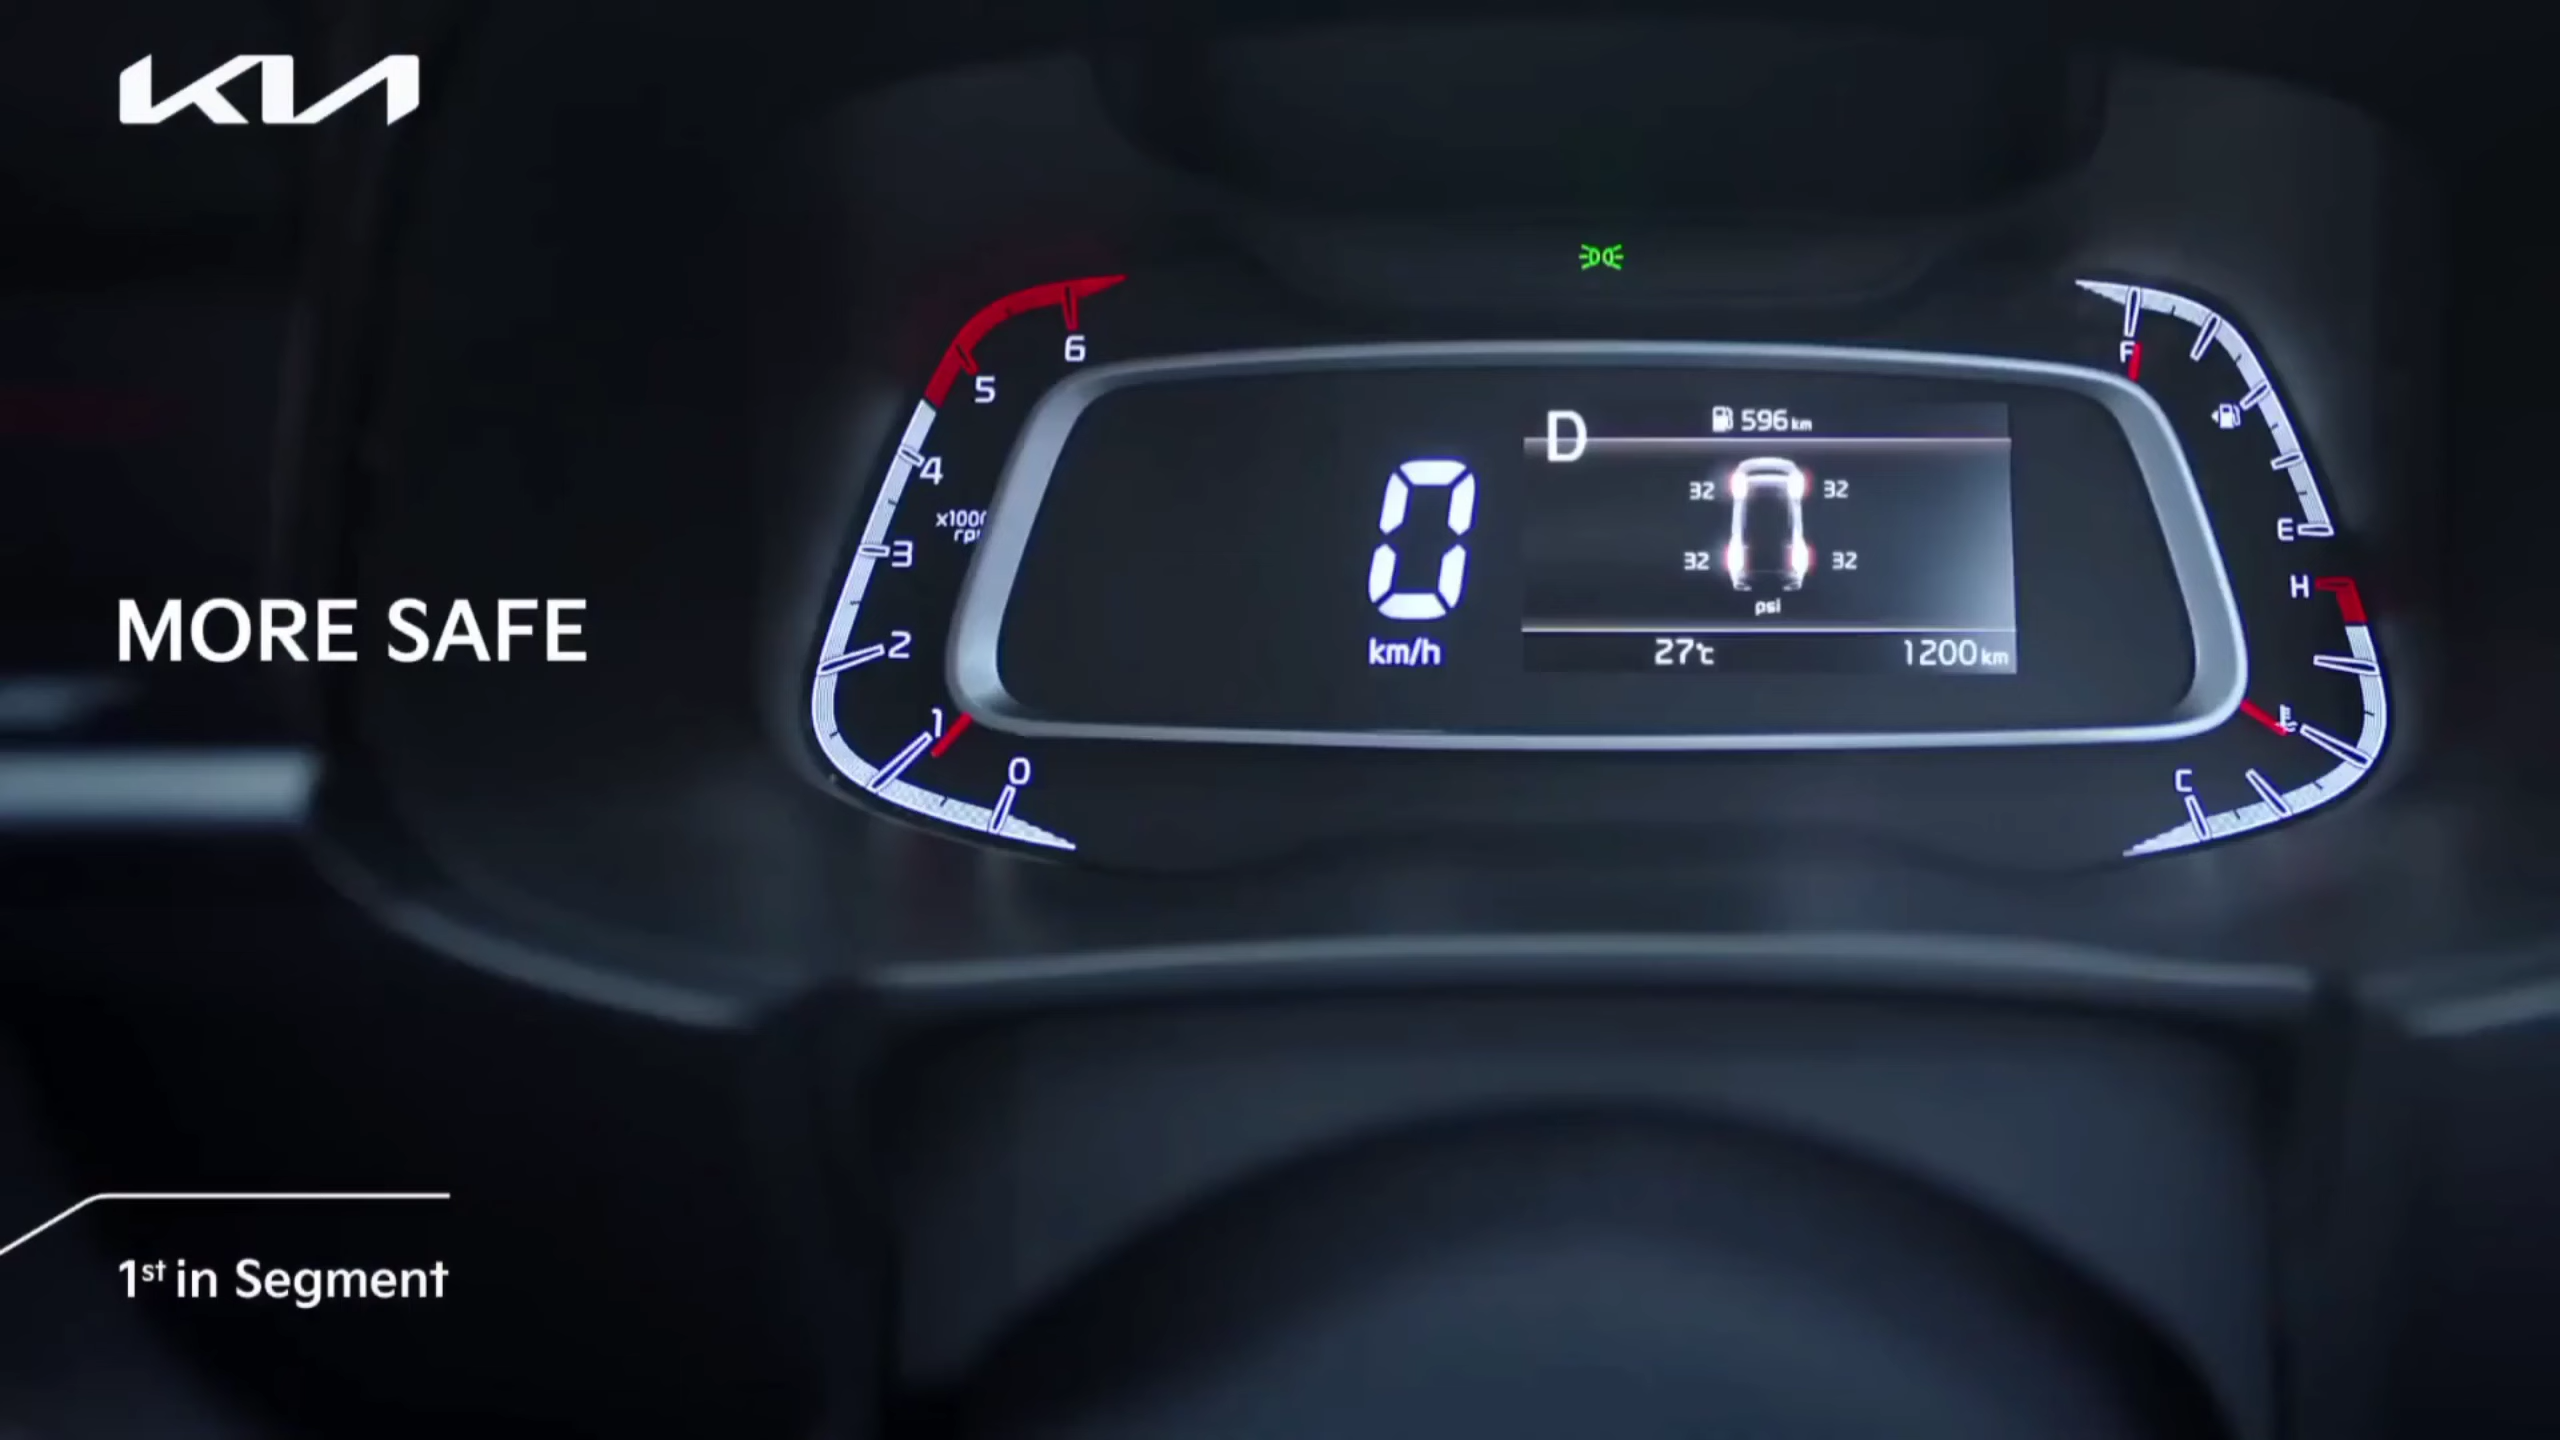 KIA
MORE SAFE
1st in Segment
6
5
4
x1000
3
2
1
0
0
km/h
D
596 km
32 32
32 32
psi
27℃
1200 km
F
E
H
C